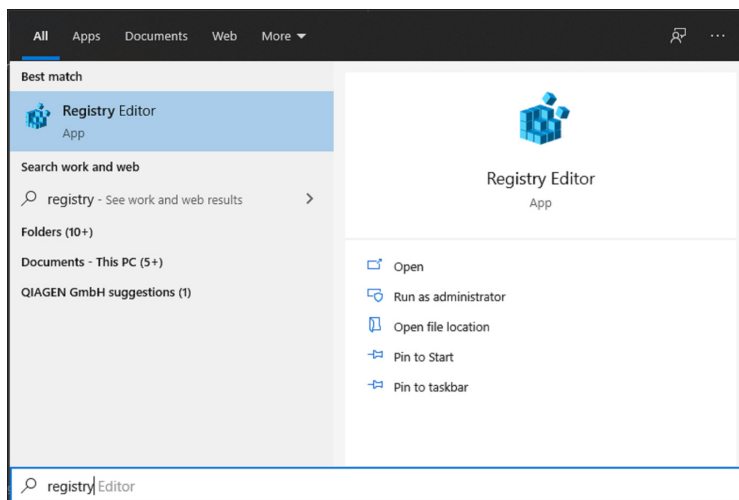 All Apps Documents Web More
Best match
Registry Editor
App
Search work and web
registry - See work and web results
Folders (10+)
Documents - This PC (5+)
QIAGEN GmbH suggestions (1)
Registry Editor
App
Open
Run as administrator
Open file location
Pin to Start
Pin to taskbar
registry Editor